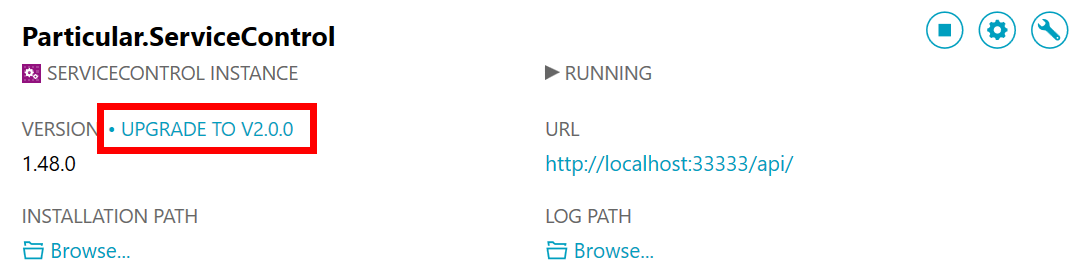 Particular.ServiceControl
SERVICECONTROL INSTANCE
RUNNING
VERSION • UPGRADE TO V2.0.0
URL
1.48.0
http://localhost:33333/api/
INSTALLATION PATH
LOG PATH
Browse...
Browse...